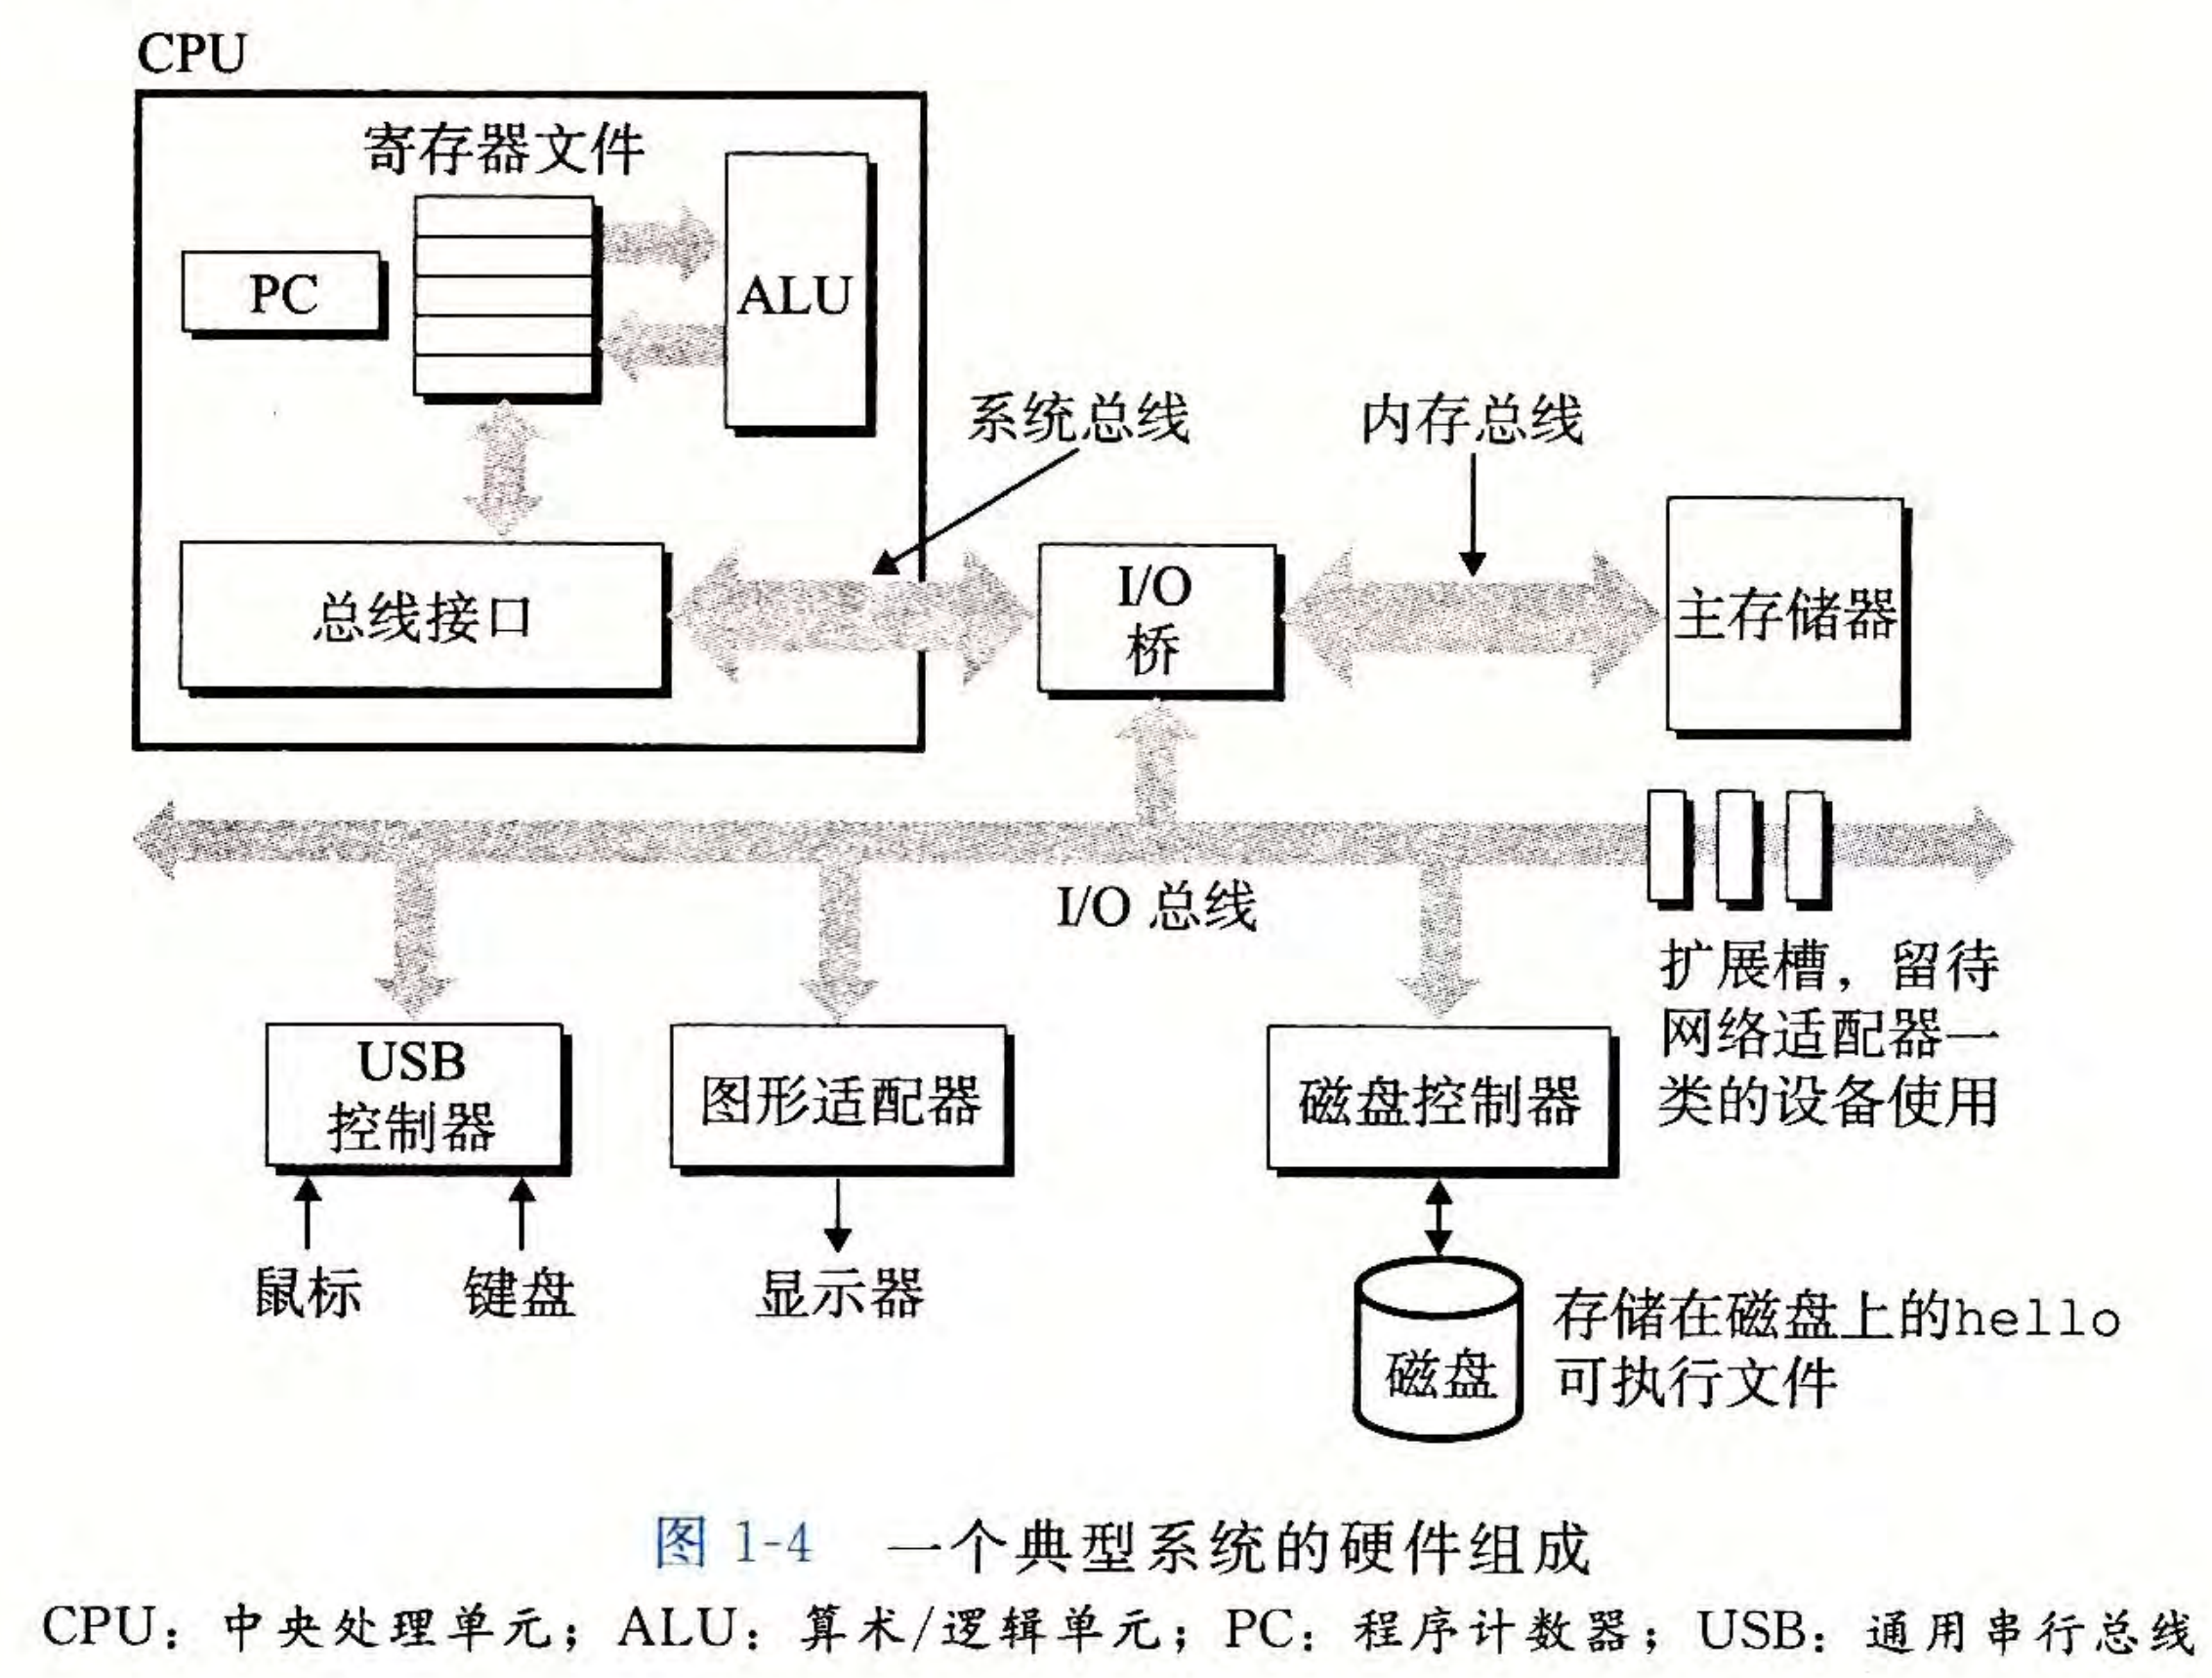 CPU
寄存器文件
PC
ALU
系统总线
内存总线
总线接口
I/O
桥
主存储器
I/O 总线
扩展槽，留待
网络适配器一
类的设备使用
USB
控制器
图形适配器
磁盘控制器
鼠标
键盘
显示器
磁盘
存储在磁盘上的hello
可执行文件
图 1-4 一个典型系统的硬件组成
CPU：中央处理单元；ALU：算术/逻辑单元；PC：程序计数器；USB：通用串行总线